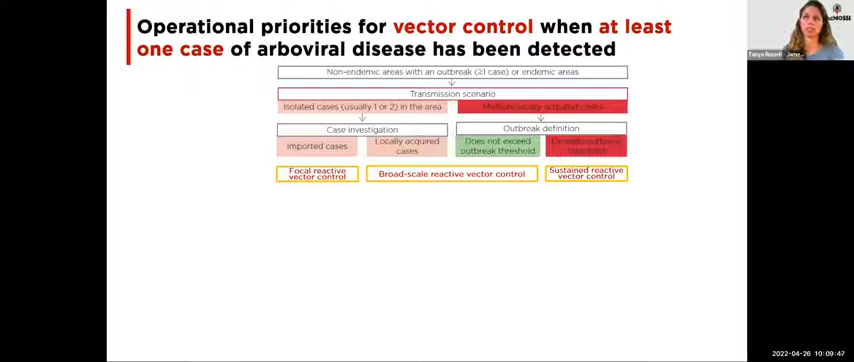 Operational priorities for vector control when at least
one case of arboviral disease has been detected
Non-endemic areas with an outbreak (≥1 case) or endemic areas
Transmission scenario
Isolated cases (usually 1 or 2) in the area
Multiple locally acquired cases
Case investigation
Outbreak definition
Imported cases
Locally acquired
cases
Does not exceed
outbreak threshold
Focal reactive
vector control
Broad-scale reactive vector control
Sustained reactive
vector control
Tanya Russell - Jame...
MOSSI
2022-04-26 10:09:47